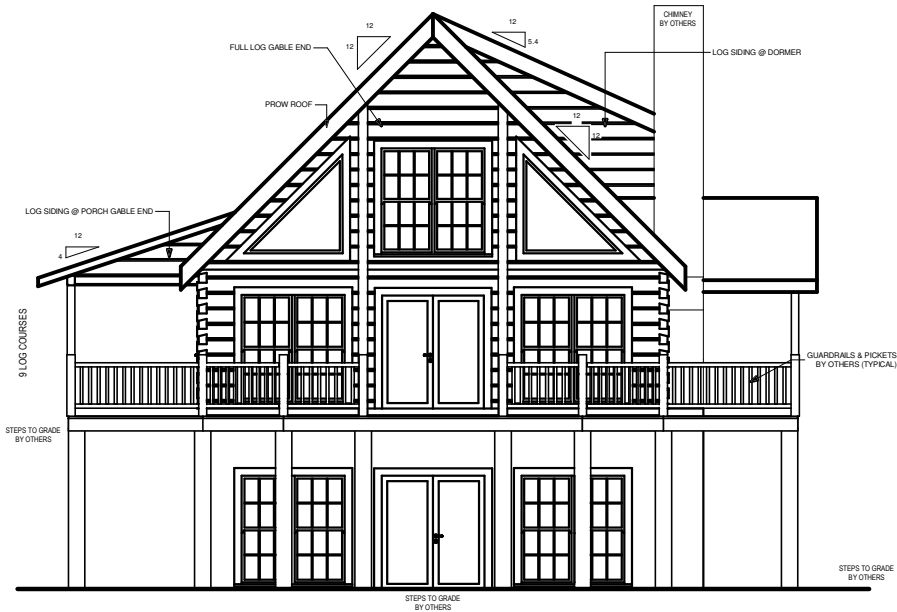 CHIMNEY
BY OTHERS
12
12
12
5.4
FULL LOG GABLE END
LOG SIDING @ DORMER
PROW ROOF
12
12
LOG SIDING @ PORCH GABLE END
12
4
9 LOG COURSES
GUARDRAILS & PICKETS
BY OTHERS (TYPICAL)
STEPS TO GRADE
BY OTHERS
STEPS TO GRADE
BY OTHERS
STEPS TO GRADE
BY OTHERS